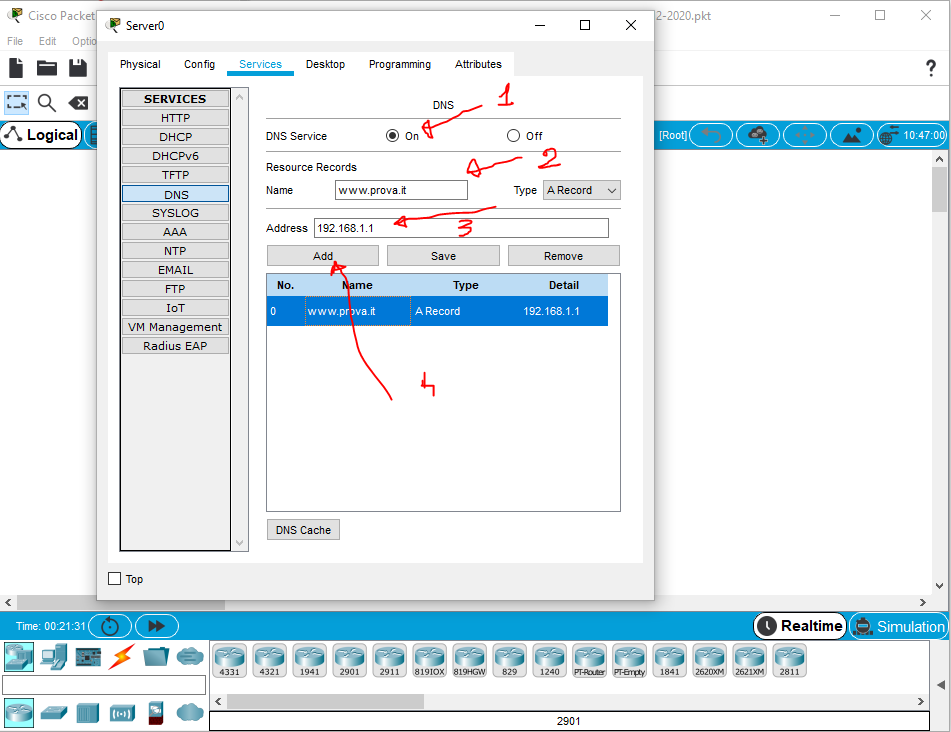 Cisco Packet
Server0
2-2020.pkt
File Edit Optio
Physical Config Services Desktop Programming Attributes
?
SERVICES
HTTP
DHCP
DHCPv6
TFTP
DNS
SYSLOG
AAA
NTP
EMAIL
FTP
IoT
VM Management
Radius EAP
DNS
1
DNS Service On Off
Resource Records
2
Name www.prova.it Type A Record
Address 192.168.1.1
3
Add Save Remove
No. Name Type Detail
0 www.prova.it A Record 192.168.1.1
4
DNS Cache
Top
Logical
[Root] 10:47:00
Time: 00:21:31
Realtime Simulation
4331 4321 1941 2901 2911 819IOX 819HGW 829 1240 PT-Router PT-Empty 1841 2620XM 2621XM 2811
2901